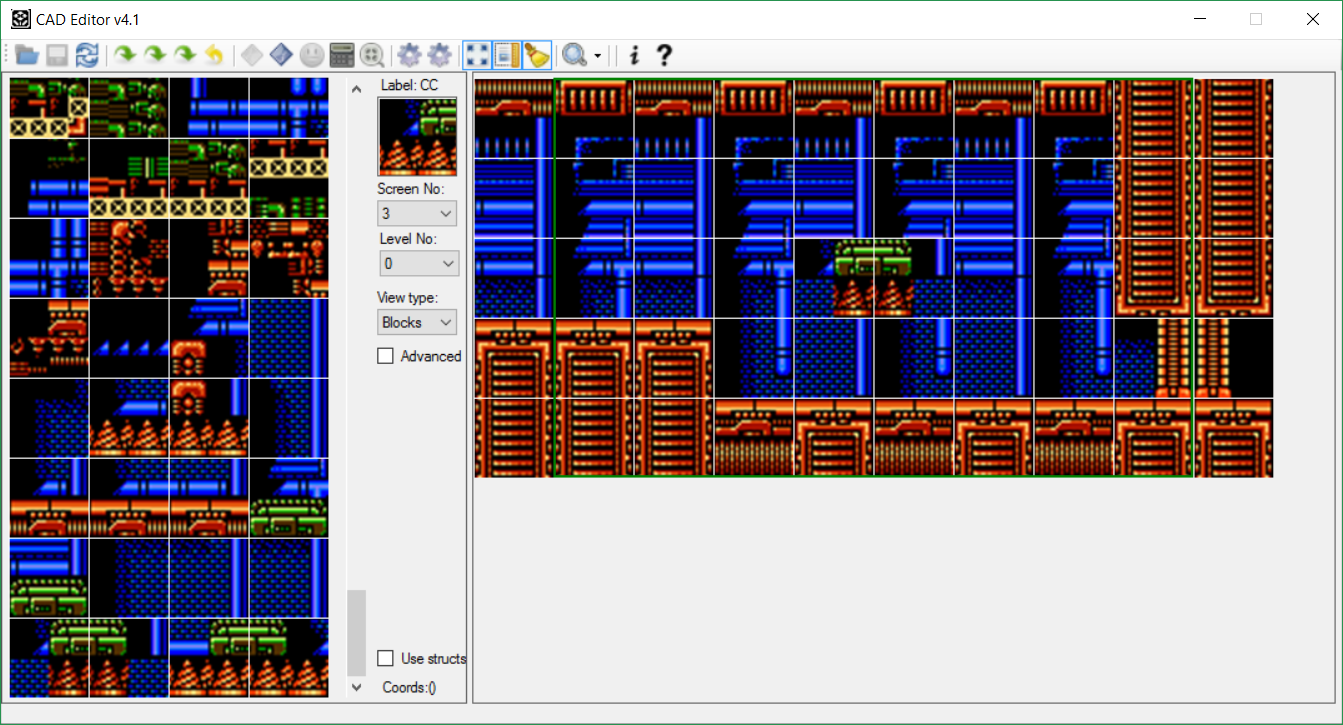 CAD Editor v4.1
Label: CC
Screen No:
3
Level No:
0
View type:
Blocks
Advanced
Use structs
Coords:()